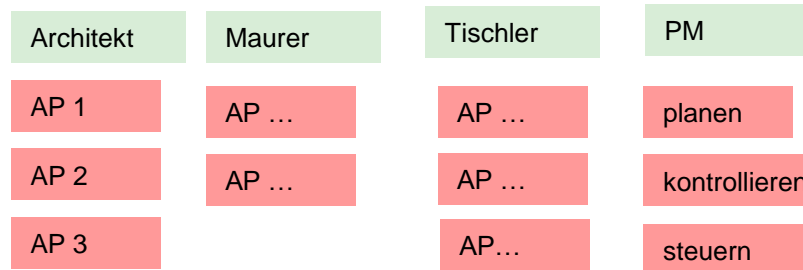 Architekt
Maurer
Tischler
PM
AP 1
AP …
AP …
planen
AP 2
AP …
AP …
kontrollieren
AP 3
AP…
steuern